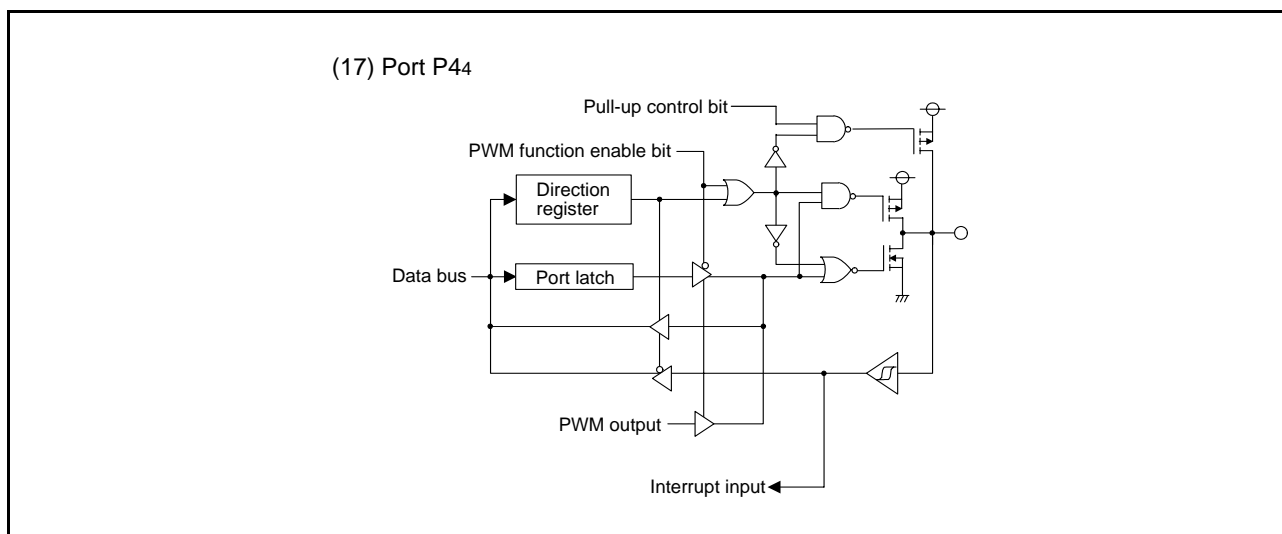 (17) Port P44
Pull-up control bit
PWM function enable bit
Direction
register
Data bus
Port latch
PWM output
Interrupt input